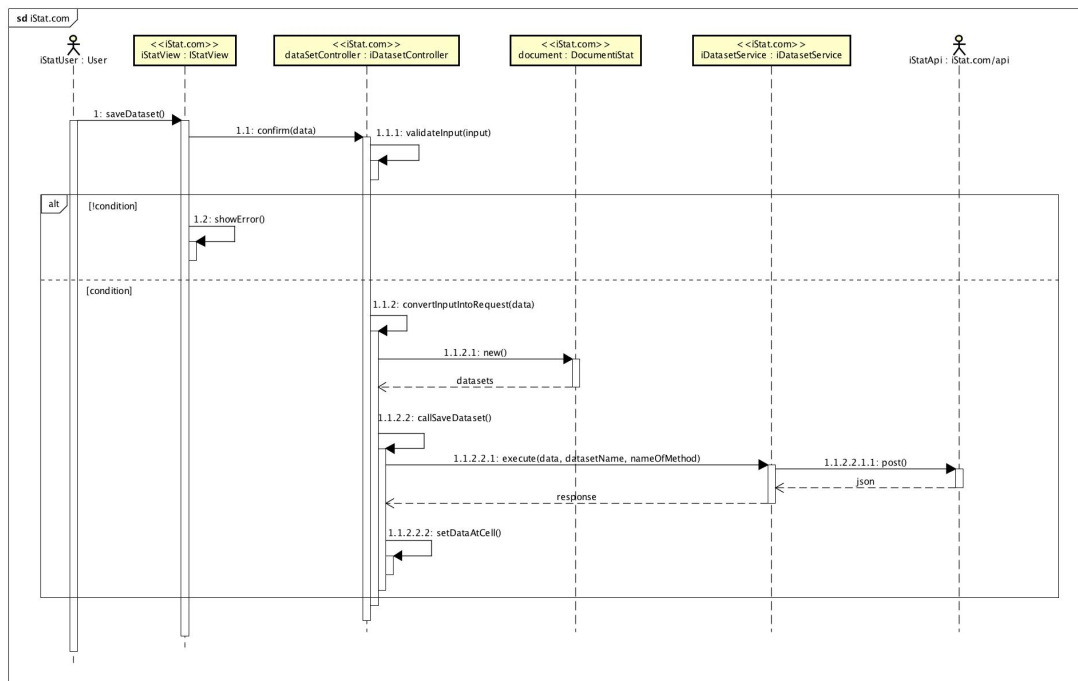 sd iStat.com
iStatUser : User
<<iStat.com>>
iStatView : IStatView
<<iStat.com>>
dataSetController : iDatasetController
<<iStat.com>>
document : DocumentiStat
<<iStat.com>>
iDatasetService : iDatasetService
iStatApi : iStat.com/api
1: saveDataset()
1.1: confirm(data)
1.1.1: validateInput(input)
alt
[!condition]
1.2: showError()
[condition]
1.1.2: convertInputIntoRequest(data)
1.1.2.1: new()
datasets
1.1.2.2: callSaveDataset()
1.1.2.2.1: execute(data, datasetName, nameOfMethod)
1.1.2.2.1.1: post()
json
response
1.1.2.2.2: setDataAtCell()